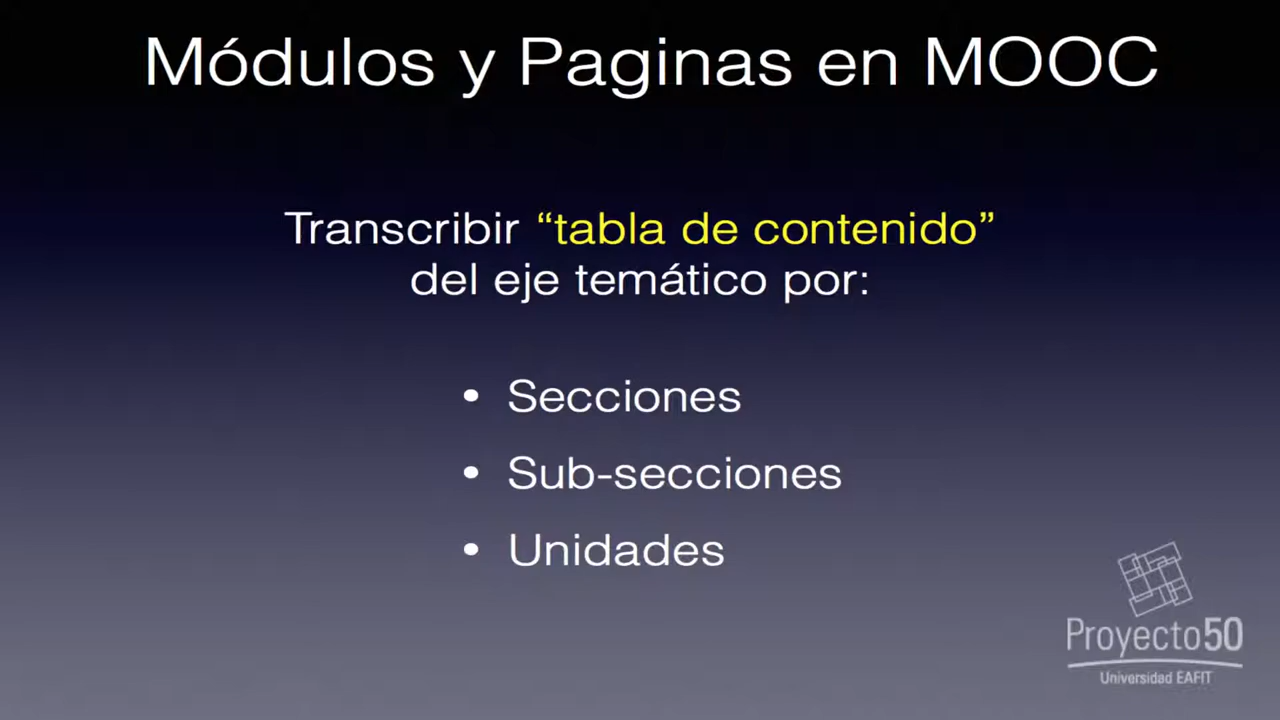 Módulos y Paginas en MOOC
Transcribir “tabla de contenido”
del eje temático por:
• Secciones
• Sub-secciones
• Unidades
Proyecto50
Universidad EAFIT